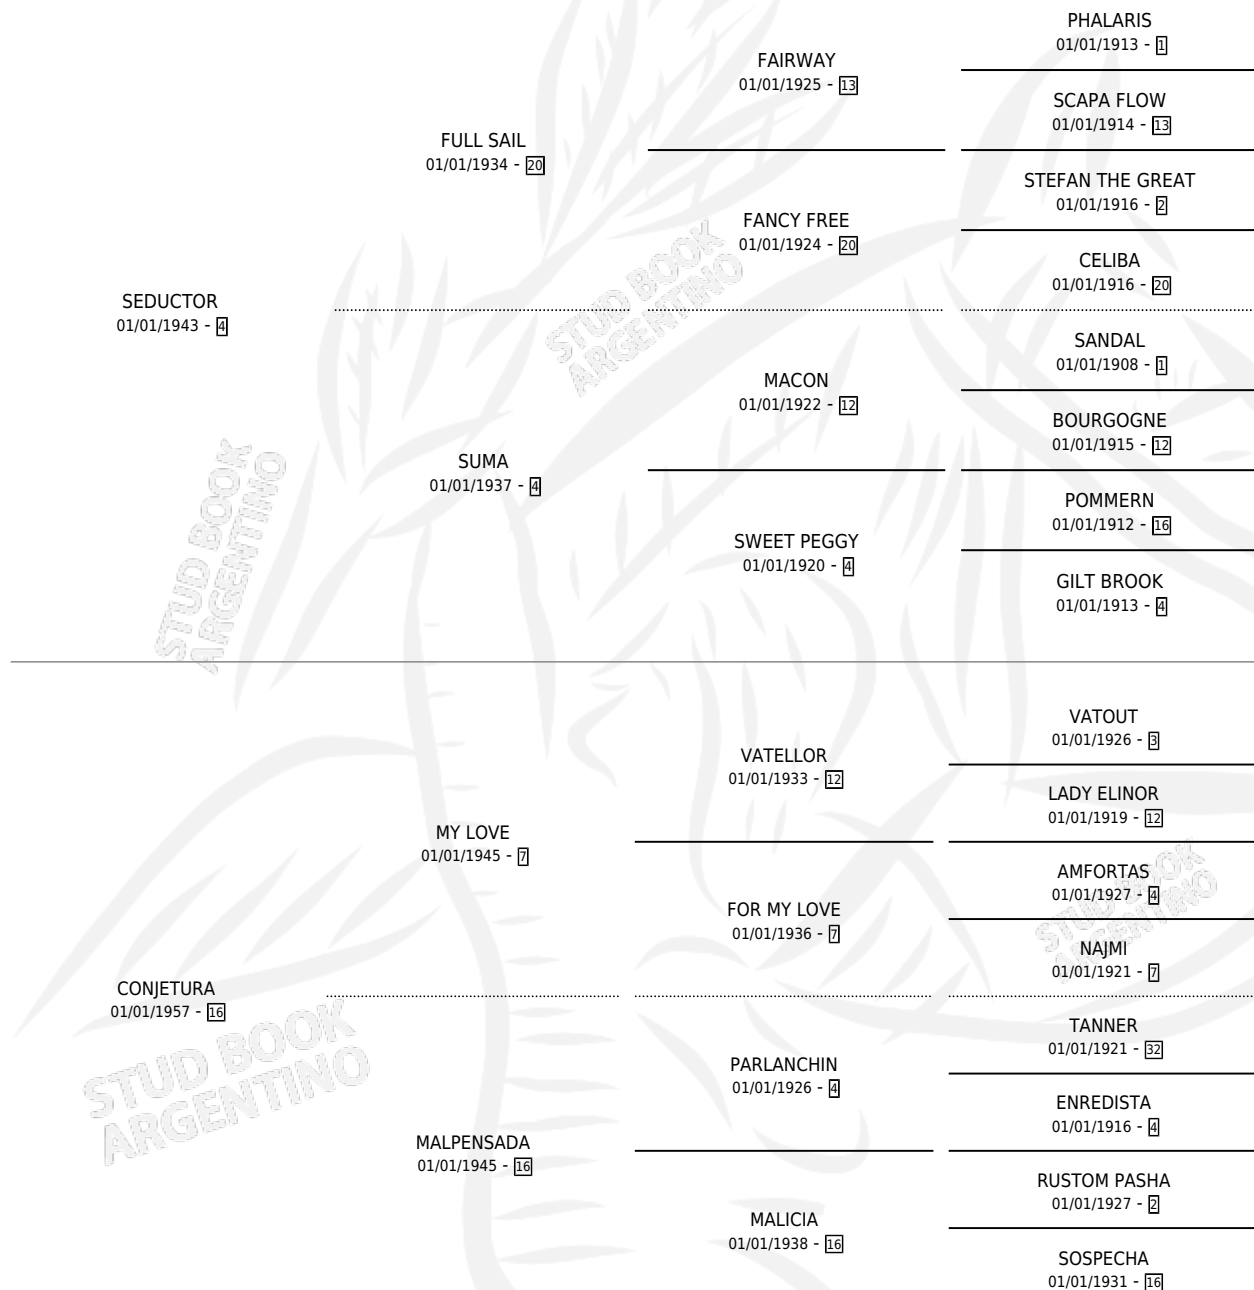 PHALARIS
01/01/1913 - 1
FAIRWAY
01/01/1925 - 13
SCAPA FLOW
01/01/1914 - 13
FULL SAIL
01/01/1934 - 20
STEFAN THE GREAT
01/01/1916 - 2
FANCY FREE
01/01/1924 - 20
CELIBA
01/01/1916 - 20
SEDUCTOR
01/01/1943 - 4
SANDAL
01/01/1908 - 1
MACON
01/01/1922 - 12
BOURGOGNE
01/01/1915 - 12
SUMA
01/01/1937 - 4
POMMERN
01/01/1912 - 16
SWEET PEGGY
01/01/1920 - 4
GILT BROOK
01/01/1913 - 4
VATOUT
01/01/1926 - 3
VATELLOR
01/01/1933 - 12
LADY ELINOR
01/01/1919 - 12
MY LOVE
01/01/1945 - 7
AMFORTAS
01/01/1927 - 4
FOR MY LOVE
01/01/1936 - 7
NAJMI
01/01/1921 - 7
CONJETURA
01/01/1957 - 16
TANNER
01/01/1921 - 32
PARLANCHIN
01/01/1926 - 4
ENREDISTA
01/01/1916 - 4
MALPENSADA
01/01/1945 - 16
RUSTOM PASHA
01/01/1927 - 2
MALICIA
01/01/1938 - 16
SOSPECHA
01/01/1931 - 16
STUD BOOK
ARGENTINO
STUD BOOK
ARGENTINO
STUD BOOK
ARGENTINO
STUD BOOK
ARGENTINO